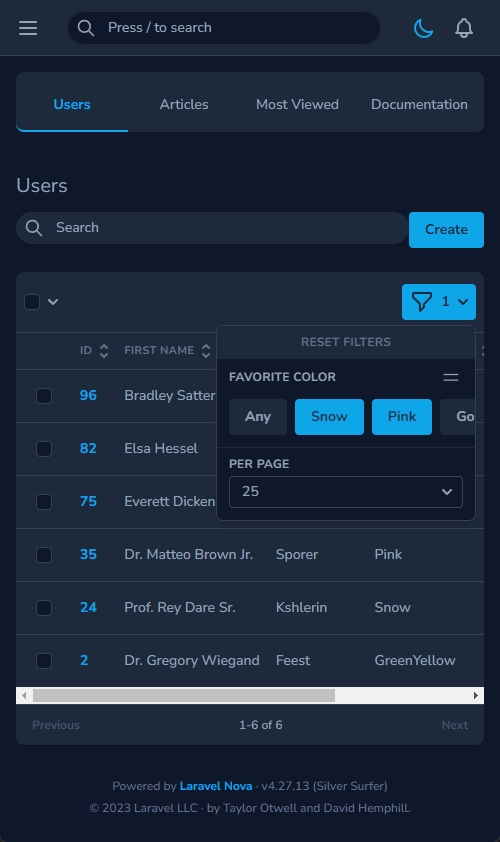 Press / to search
Users Articles Most Viewed Documentation
Users
Search Create
1
RESET FILTERS
ID FIRST NAME
FAVORITE COLOR
96 Bradley Satter
Any Snow Pink Go
82 Elsa Hessel
PER PAGE
75 Everett Dicken
25
35 Dr. Matteo Brown Jr. Sporer Pink
24 Prof. Rey Dare Sr. Kshlerin Snow
2 Dr. Gregory Wiegand Feest GreenYellow
Previous 1-6 of 6 Next
Powered by Laravel Nova · v4.27.13 (Silver Surfer)
© 2023 Laravel LLC · by Taylor Otwell and David Hemphill.